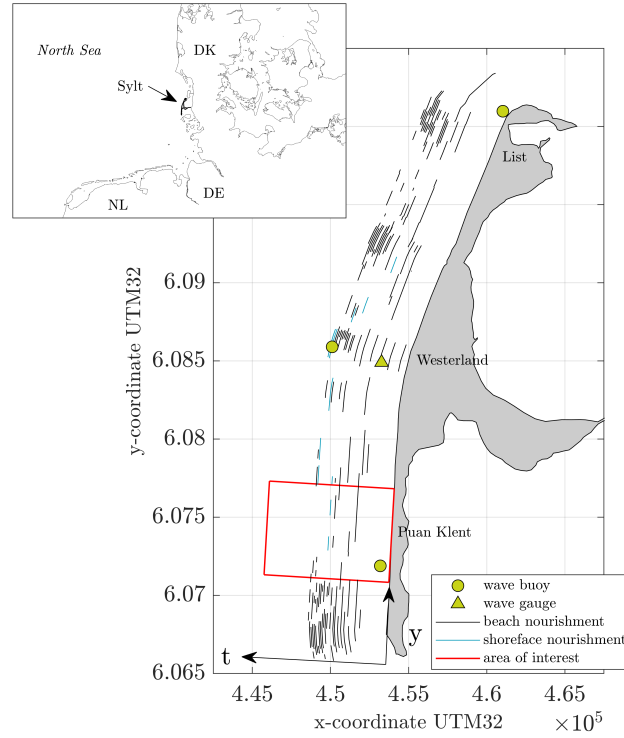 North Sea
DK
Sylt
NL
DE
List
6.09
Westerland
6.085
y-coordinate UTM32
6.08
6.075
Puan Klent
6.07
wave buoy
wave gauge
beach nourishment
shoreface nourishment
area of interest
y
t
6.065
4.45 4.5 4.55 4.6 4.65
x-coordinate UTM32 ×10⁵